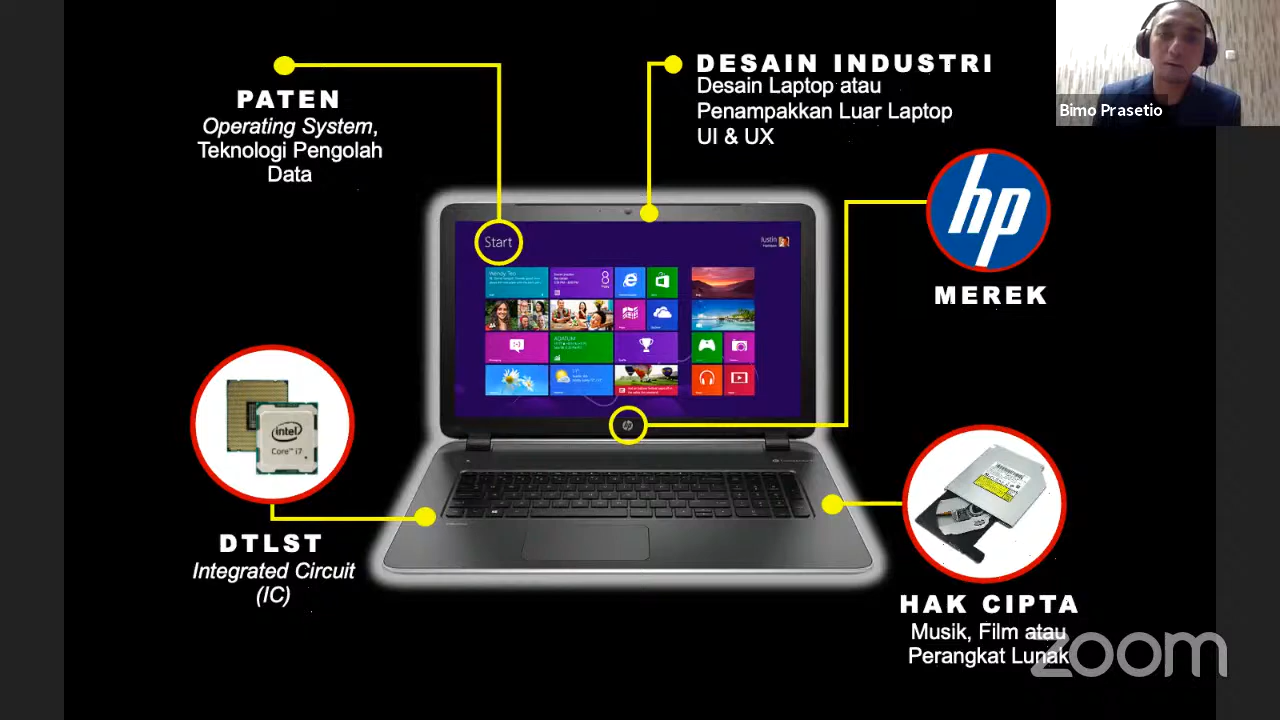 PATEN
Operating System,
Teknologi Pengolah
Data
DESAIN INDUSTRI
Desain Laptop atau
Penampakkan Luar Laptop
UI & UX
Bimo Prasetio
hp
MEREK
Start
intel
Core™ i7
DTLST
Integrated Circuit
(IC)
HAK CIPTA
Musik, Film atau
Perangkat Lunak
zoom